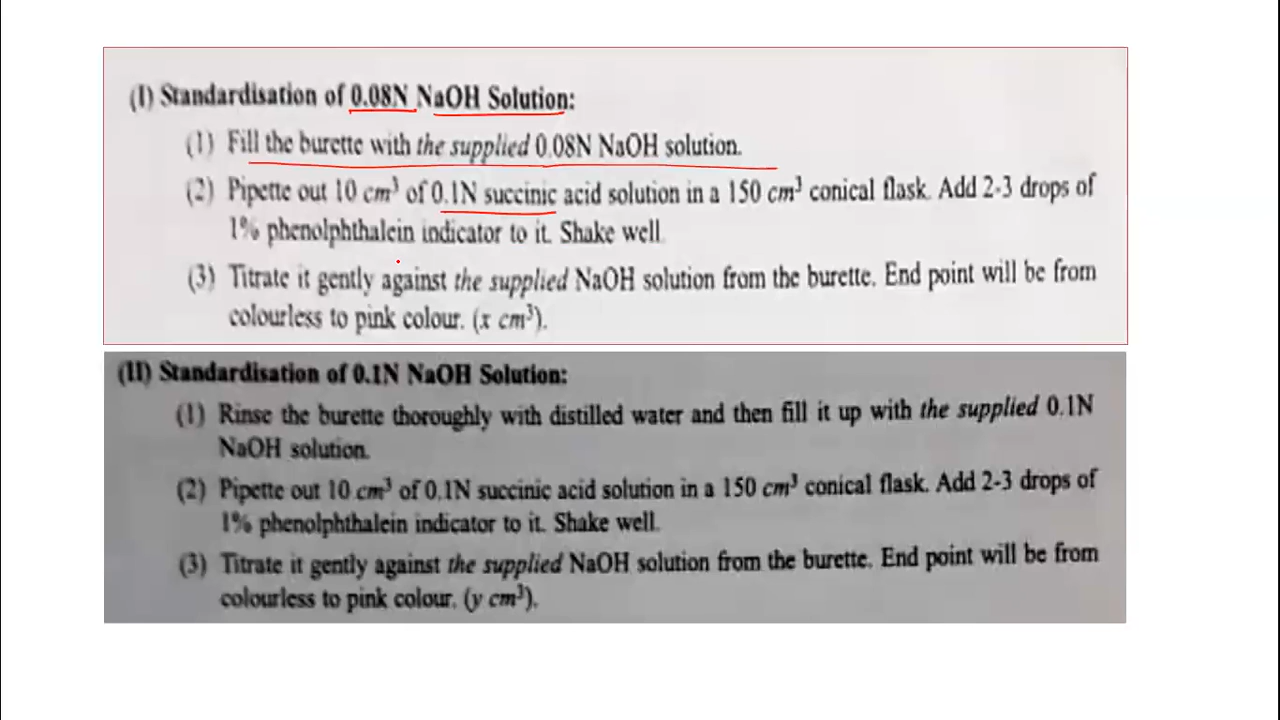 (I) Standardisation of 0.08N NaOH Solution:
(1) Fill the burette with the supplied 0.08N NaOH solution.
(2) Pipette out 10 cm³ of 0.1N succinic acid solution in a 150 cm³ conical flask. Add 2-3 drops of
1% phenolphthalein indicator to it. Shake well.
(3) Titrate it gently against the supplied NaOH solution from the burette. End point will be from
colourless to pink colour. (x cm³).
(II) Standardisation of 0.1N NaOH Solution:
(1) Rinse the burette thoroughly with distilled water and then fill it up with the supplied 0.1N
NaOH solution.
(2) Pipette out 10 cm³ of 0.1N succinic acid solution in a 150 cm³ conical flask. Add 2-3 drops of
1% phenolphthalein indicator to it. Shake well.
(3) Titrate it gently against the supplied NaOH solution from the burette. End point will be from
colourless to pink colour. (y cm³).